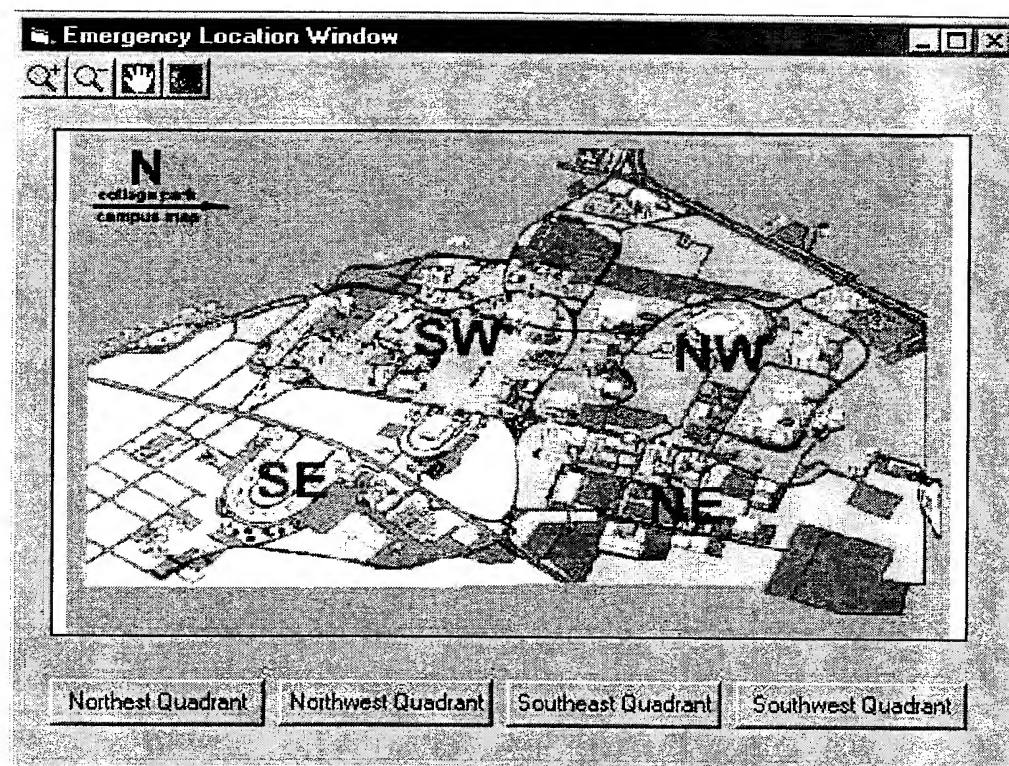 Emergency Location Window
N
college park
campus map
SW
NW
SE
NE
Northest Quadrant
Northwest Quadrant
Southeast Quadrant
Southwest Quadrant